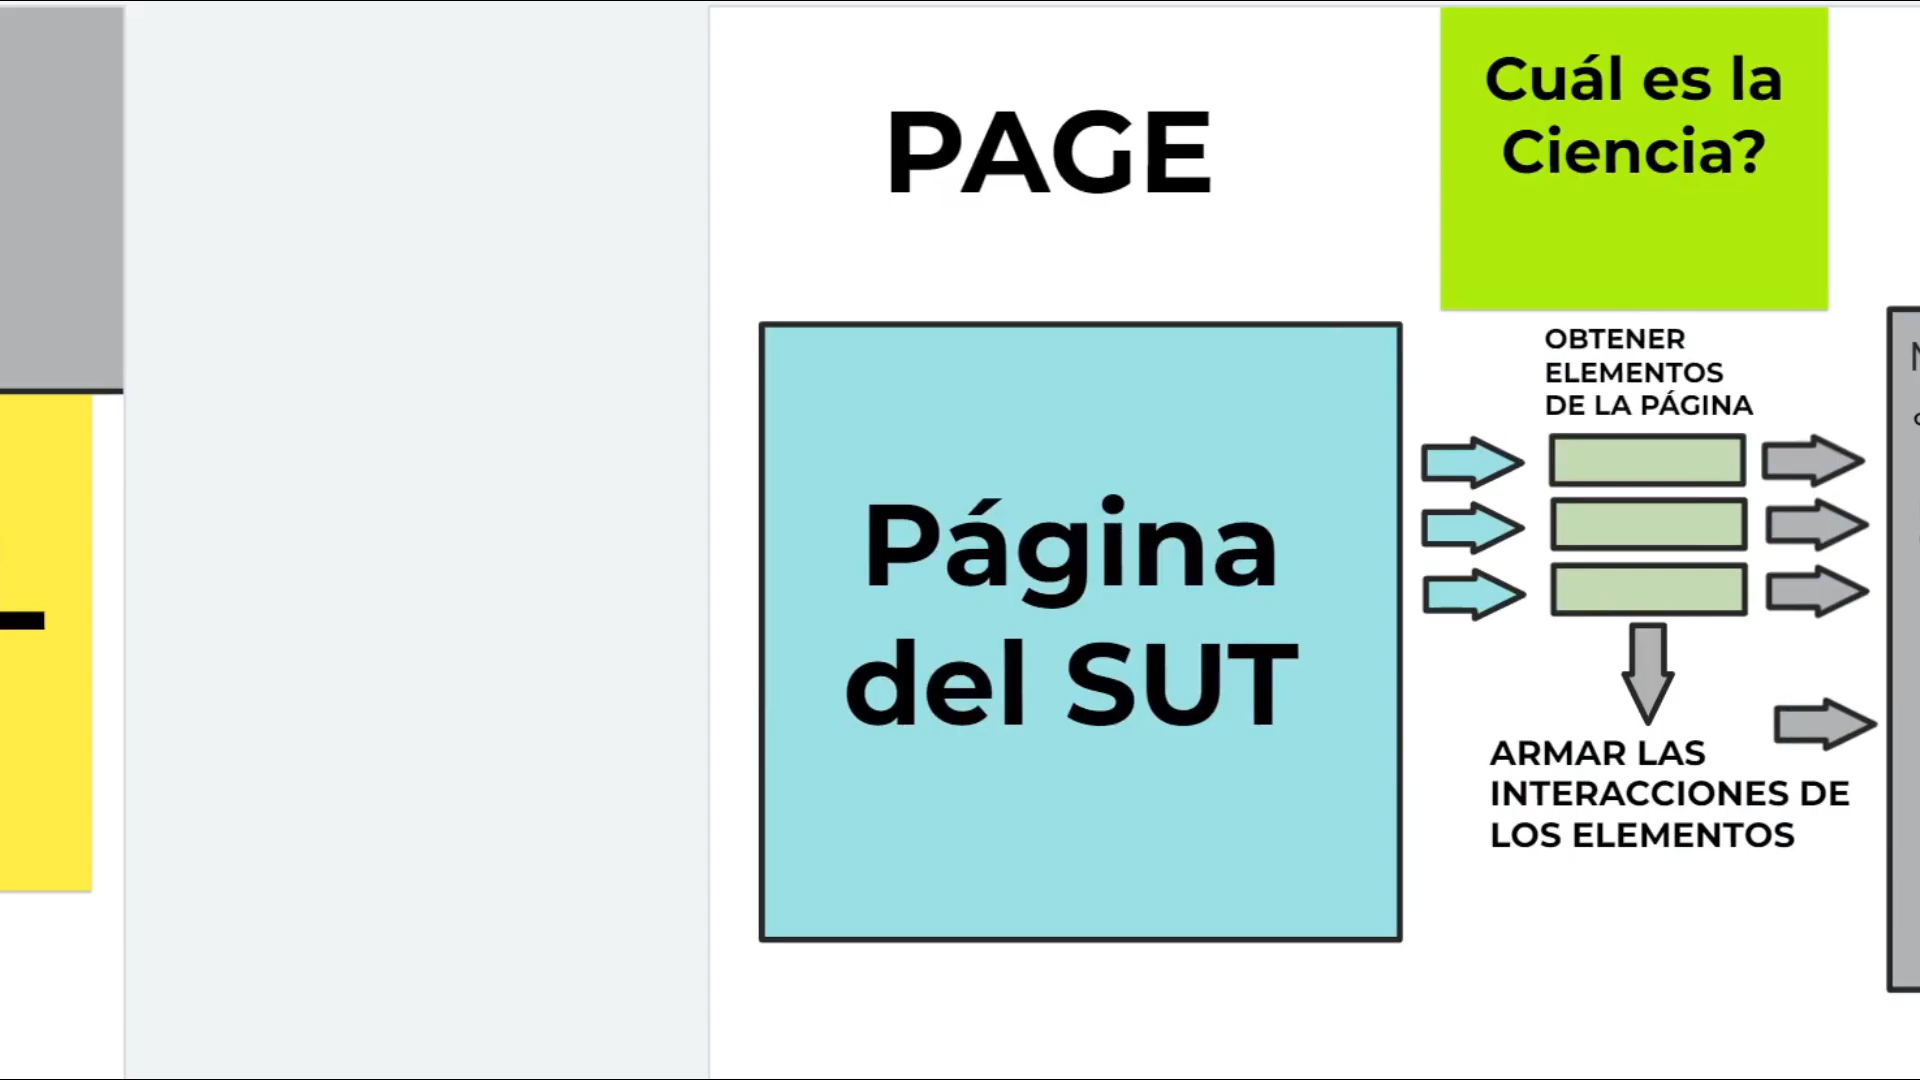 PAGE
Cuál es la
Ciencia?
Página
del SUT
OBTENER
ELEMENTOS
DE LA PÁGINA
ARMAR LAS
INTERACCIONES DE
LOS ELEMENTOS